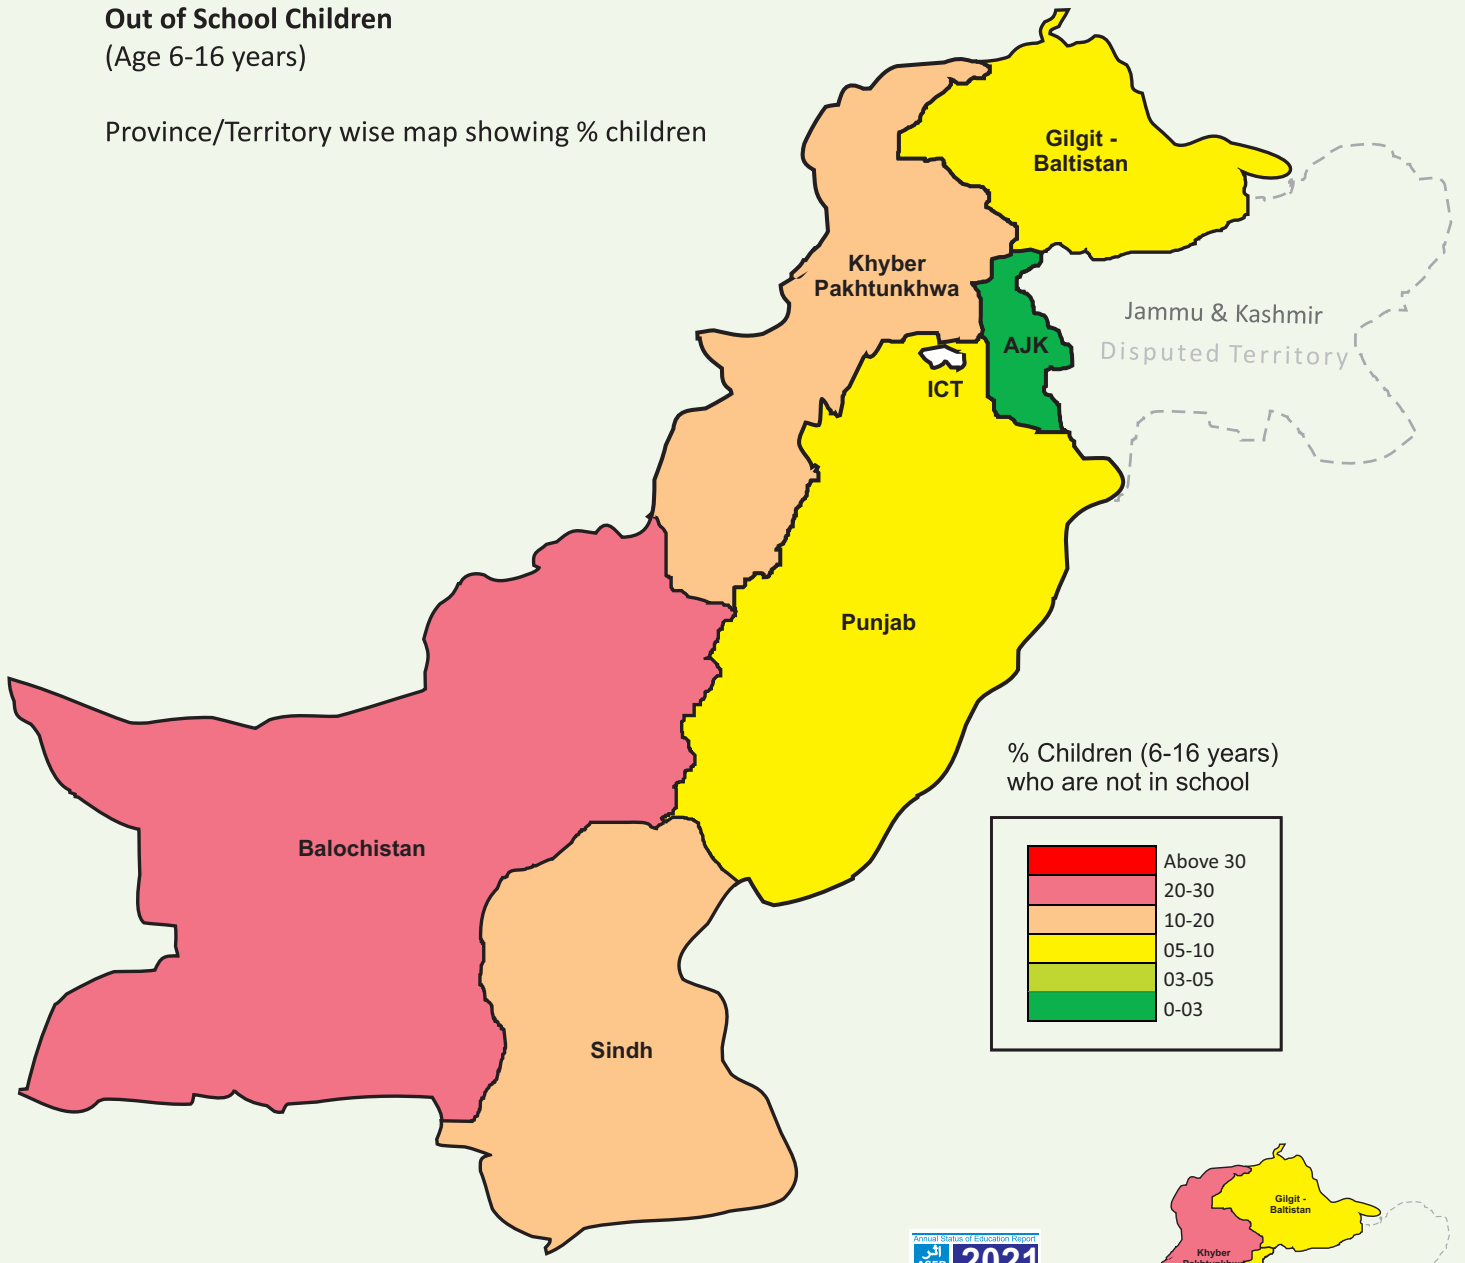 Out of School Children
(Age 6-16 years)
Province/Territory wise map showing % children
Gilgit -
Baltistan
Khyber
Pakhtunkhwa
Jammu & Kashmir
Disputed Territory
AJK
ICT
Punjab
Balochistan
Sindh
% Children (6-16 years)
who are not in school
Above 30
20-30
10-20
05-10
03-05
0-03
Annual Status of Education Report
اثر
2021
Gilgit -
Baltistan
Khyber